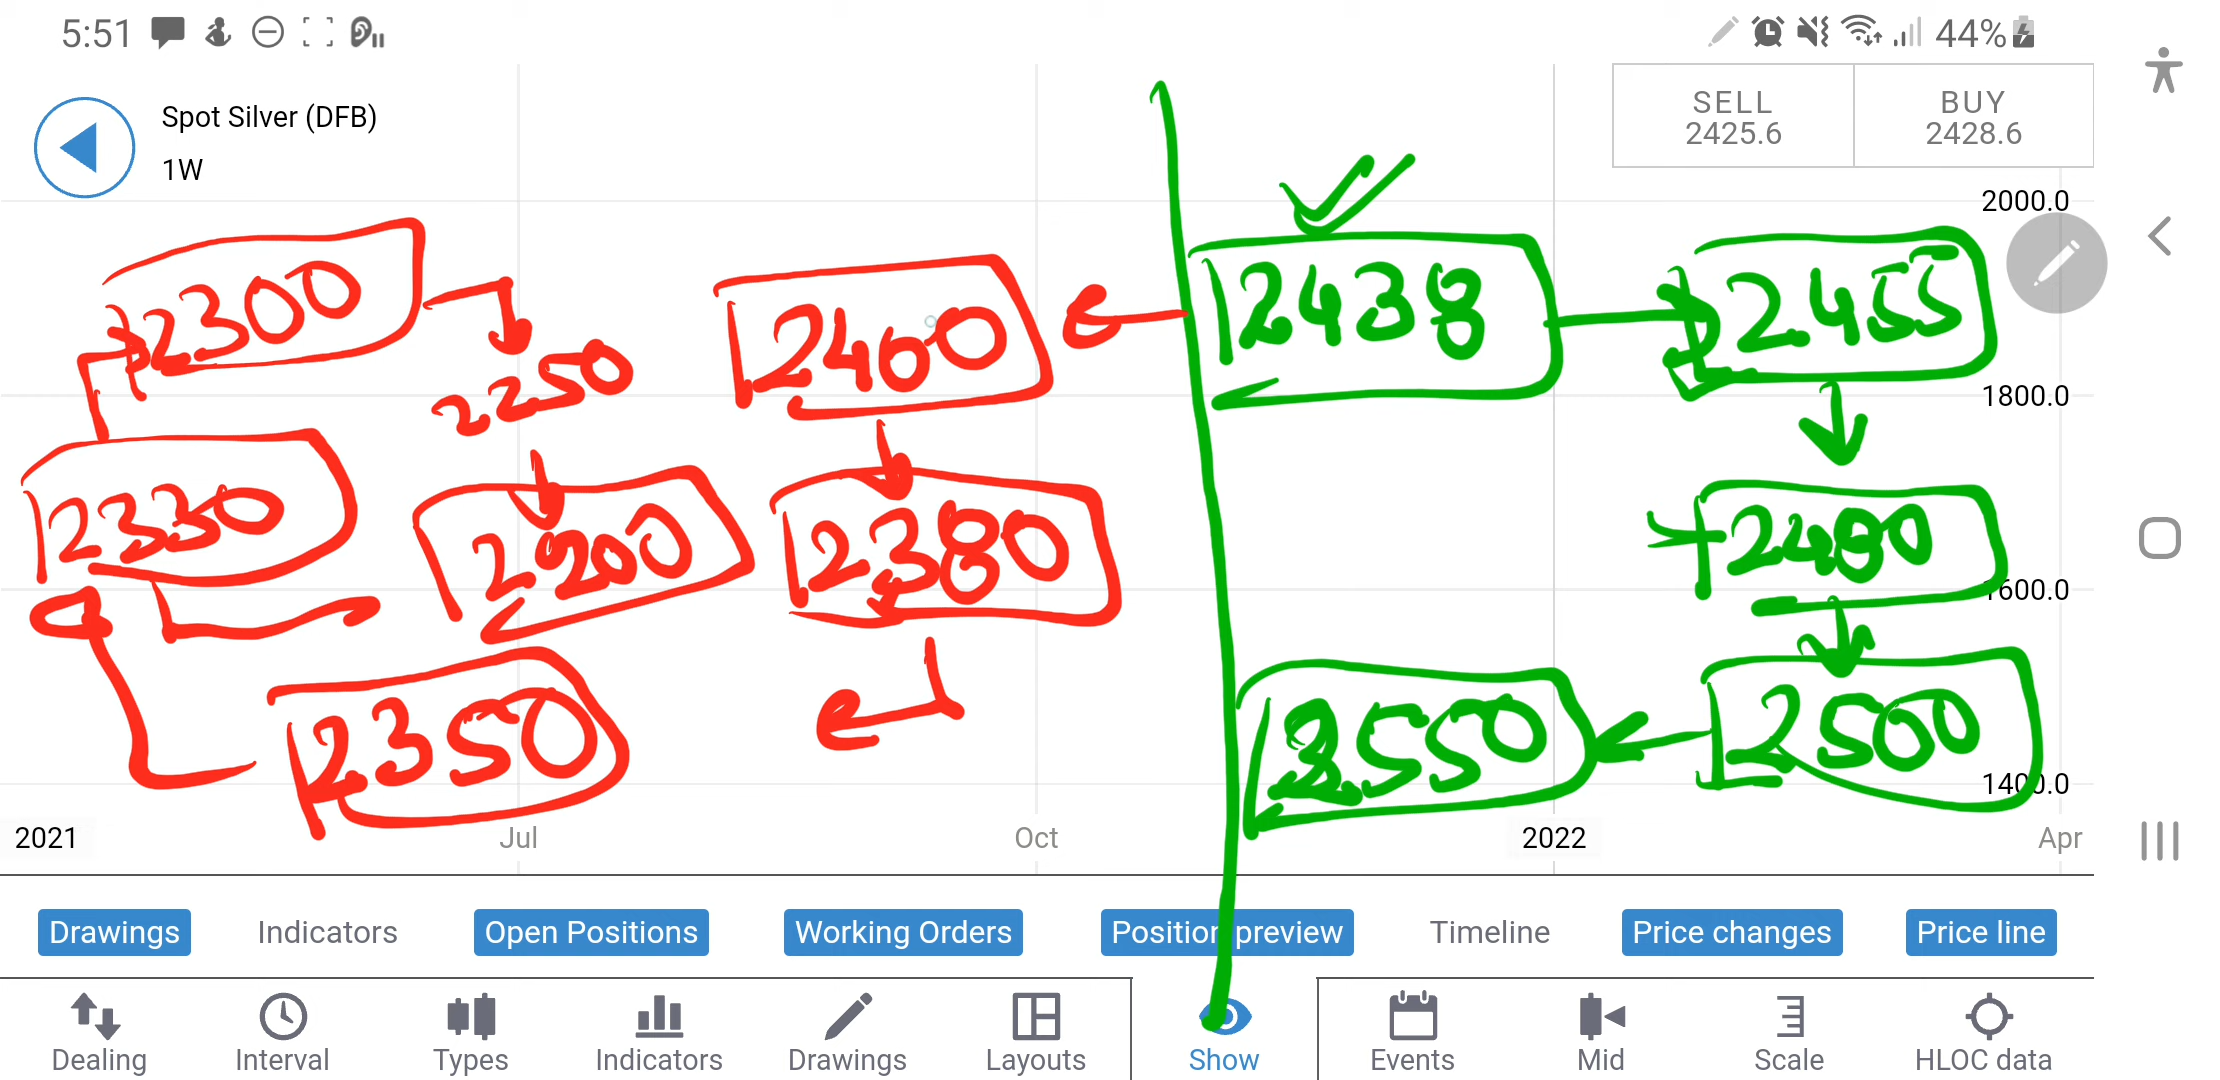 5:51
44%
Spot Silver (DFB)
1W
SELL
2425.6
BUY
2428.6
2000.0
1800.0
1600.0
1400.0
2300
2250
2400
2438
2455
2330
2200
2380
2480
2350
2550
2500
2021
Jul
Oct
2022
Apr
Drawings
Indicators
Open Positions
Working Orders
Position preview
Timeline
Price changes
Price line
Dealing
Interval
Types
Indicators
Drawings
Layouts
Show
Events
Mid
Scale
HLOC data